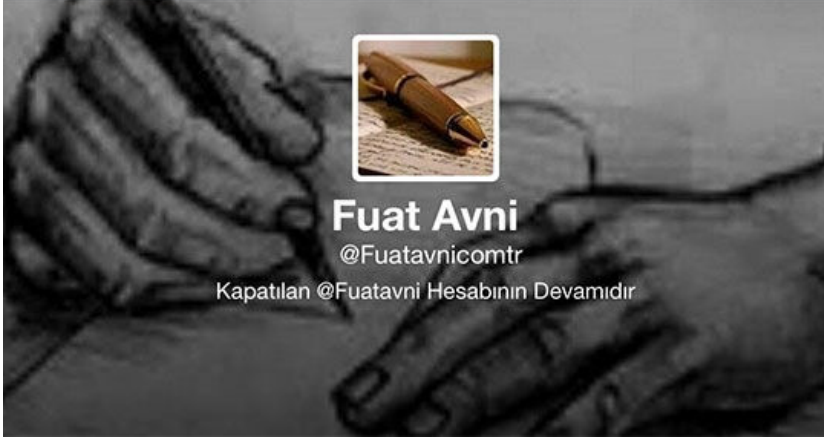 Fuat Avni
@Fuatavnicomtr
Kapatılan @Fuatavni Hesabının Devamıdır